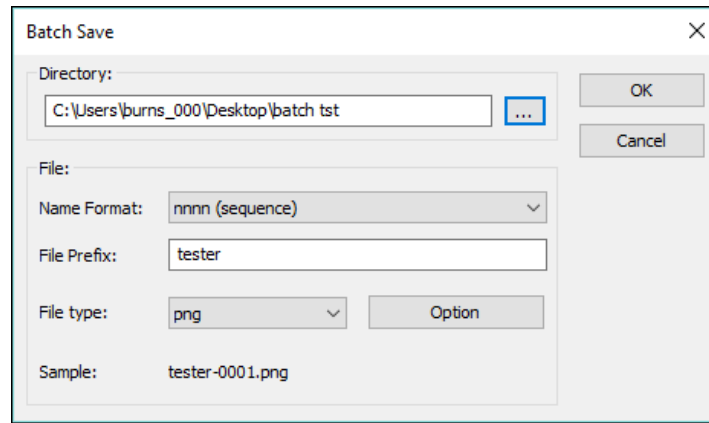 Batch Save
Directory:
C:\Users\burns_000\Desktop\batch tst
...
OK
Cancel
File:
Name Format: nnnn (sequence)
File Prefix: tester
File type: png Option
Sample: tester-0001.png